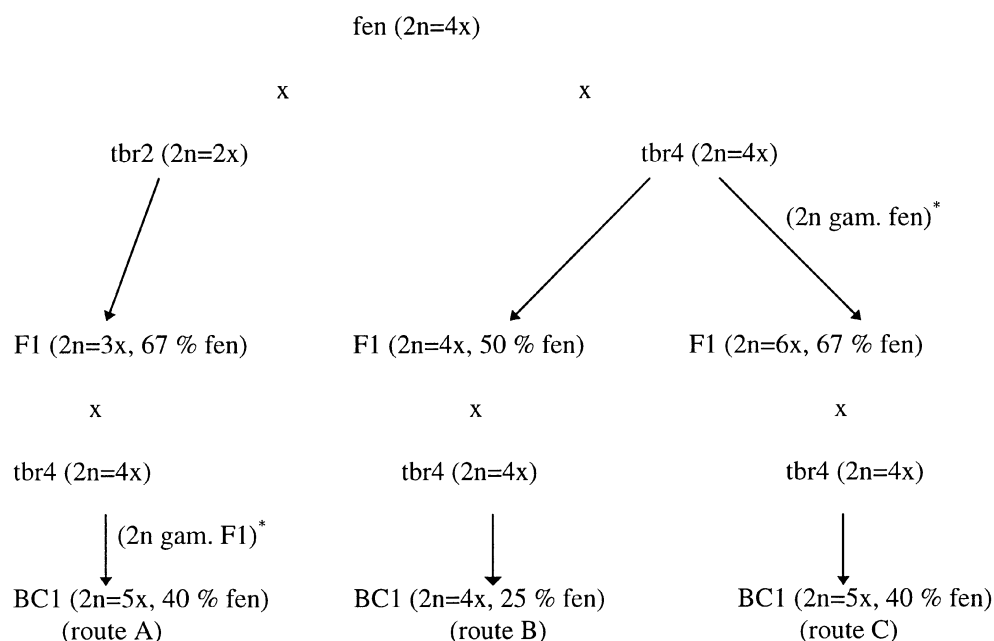 fen (2n=4x)
x x
tbr2 (2n=2x) tbr4 (2n=4x)
(2n gam. fen)*
F1 (2n=3x, 67 % fen) F1 (2n=4x, 50 % fen) F1 (2n=6x, 67 % fen)
x x x
tbr4 (2n=4x) tbr4 (2n=4x) tbr4 (2n=4x)
(2n gam. F1)*
BC1 (2n=5x, 40 % fen) BC1 (2n=4x, 25 % fen) BC1 (2n=5x, 40 % fen)
(route A) (route B) (route C)